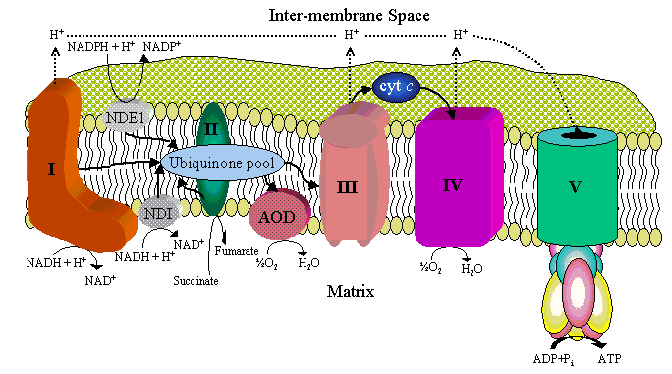 Inter-membrane Space
H⁺ H⁺ H⁺
NADPH + H⁺ NADP⁺
cyt c
NDE1
II
Ubiquinone pool
I
III
IV
V
NDI
AOD
NAD⁺
Fumarate
NADH + H⁺
NAD⁺
NADH + H⁺
Succinate
½O₂ H₂O
½O₂ H₂O
Matrix
ADP+Pᵢ ATP